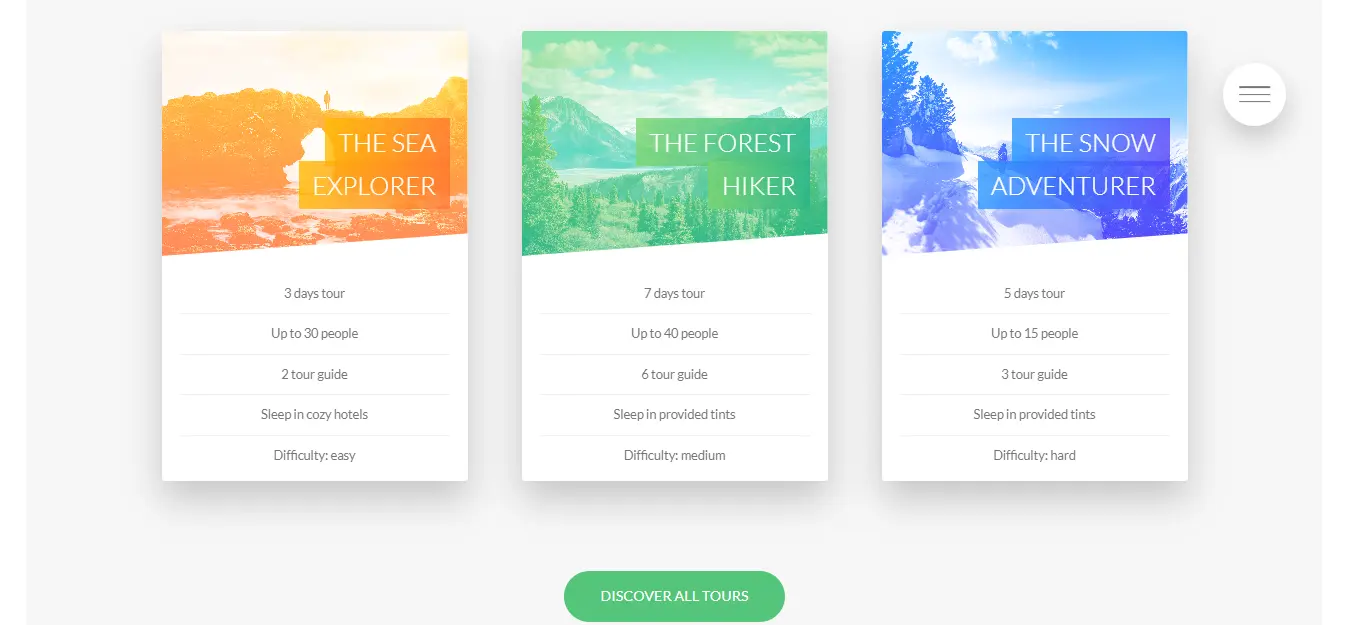 THE SEA
EXPLORER
3 days tour
Up to 30 people
2 tour guide
Sleep in cozy hotels
Difficulty: easy
THE FOREST
HIKER
7 days tour
Up to 40 people
6 tour guide
Sleep in provided tints
Difficulty: medium
THE SNOW
ADVENTURER
5 days tour
Up to 15 people
3 tour guide
Sleep in provided tints
Difficulty: hard
DISCOVER ALL TOURS